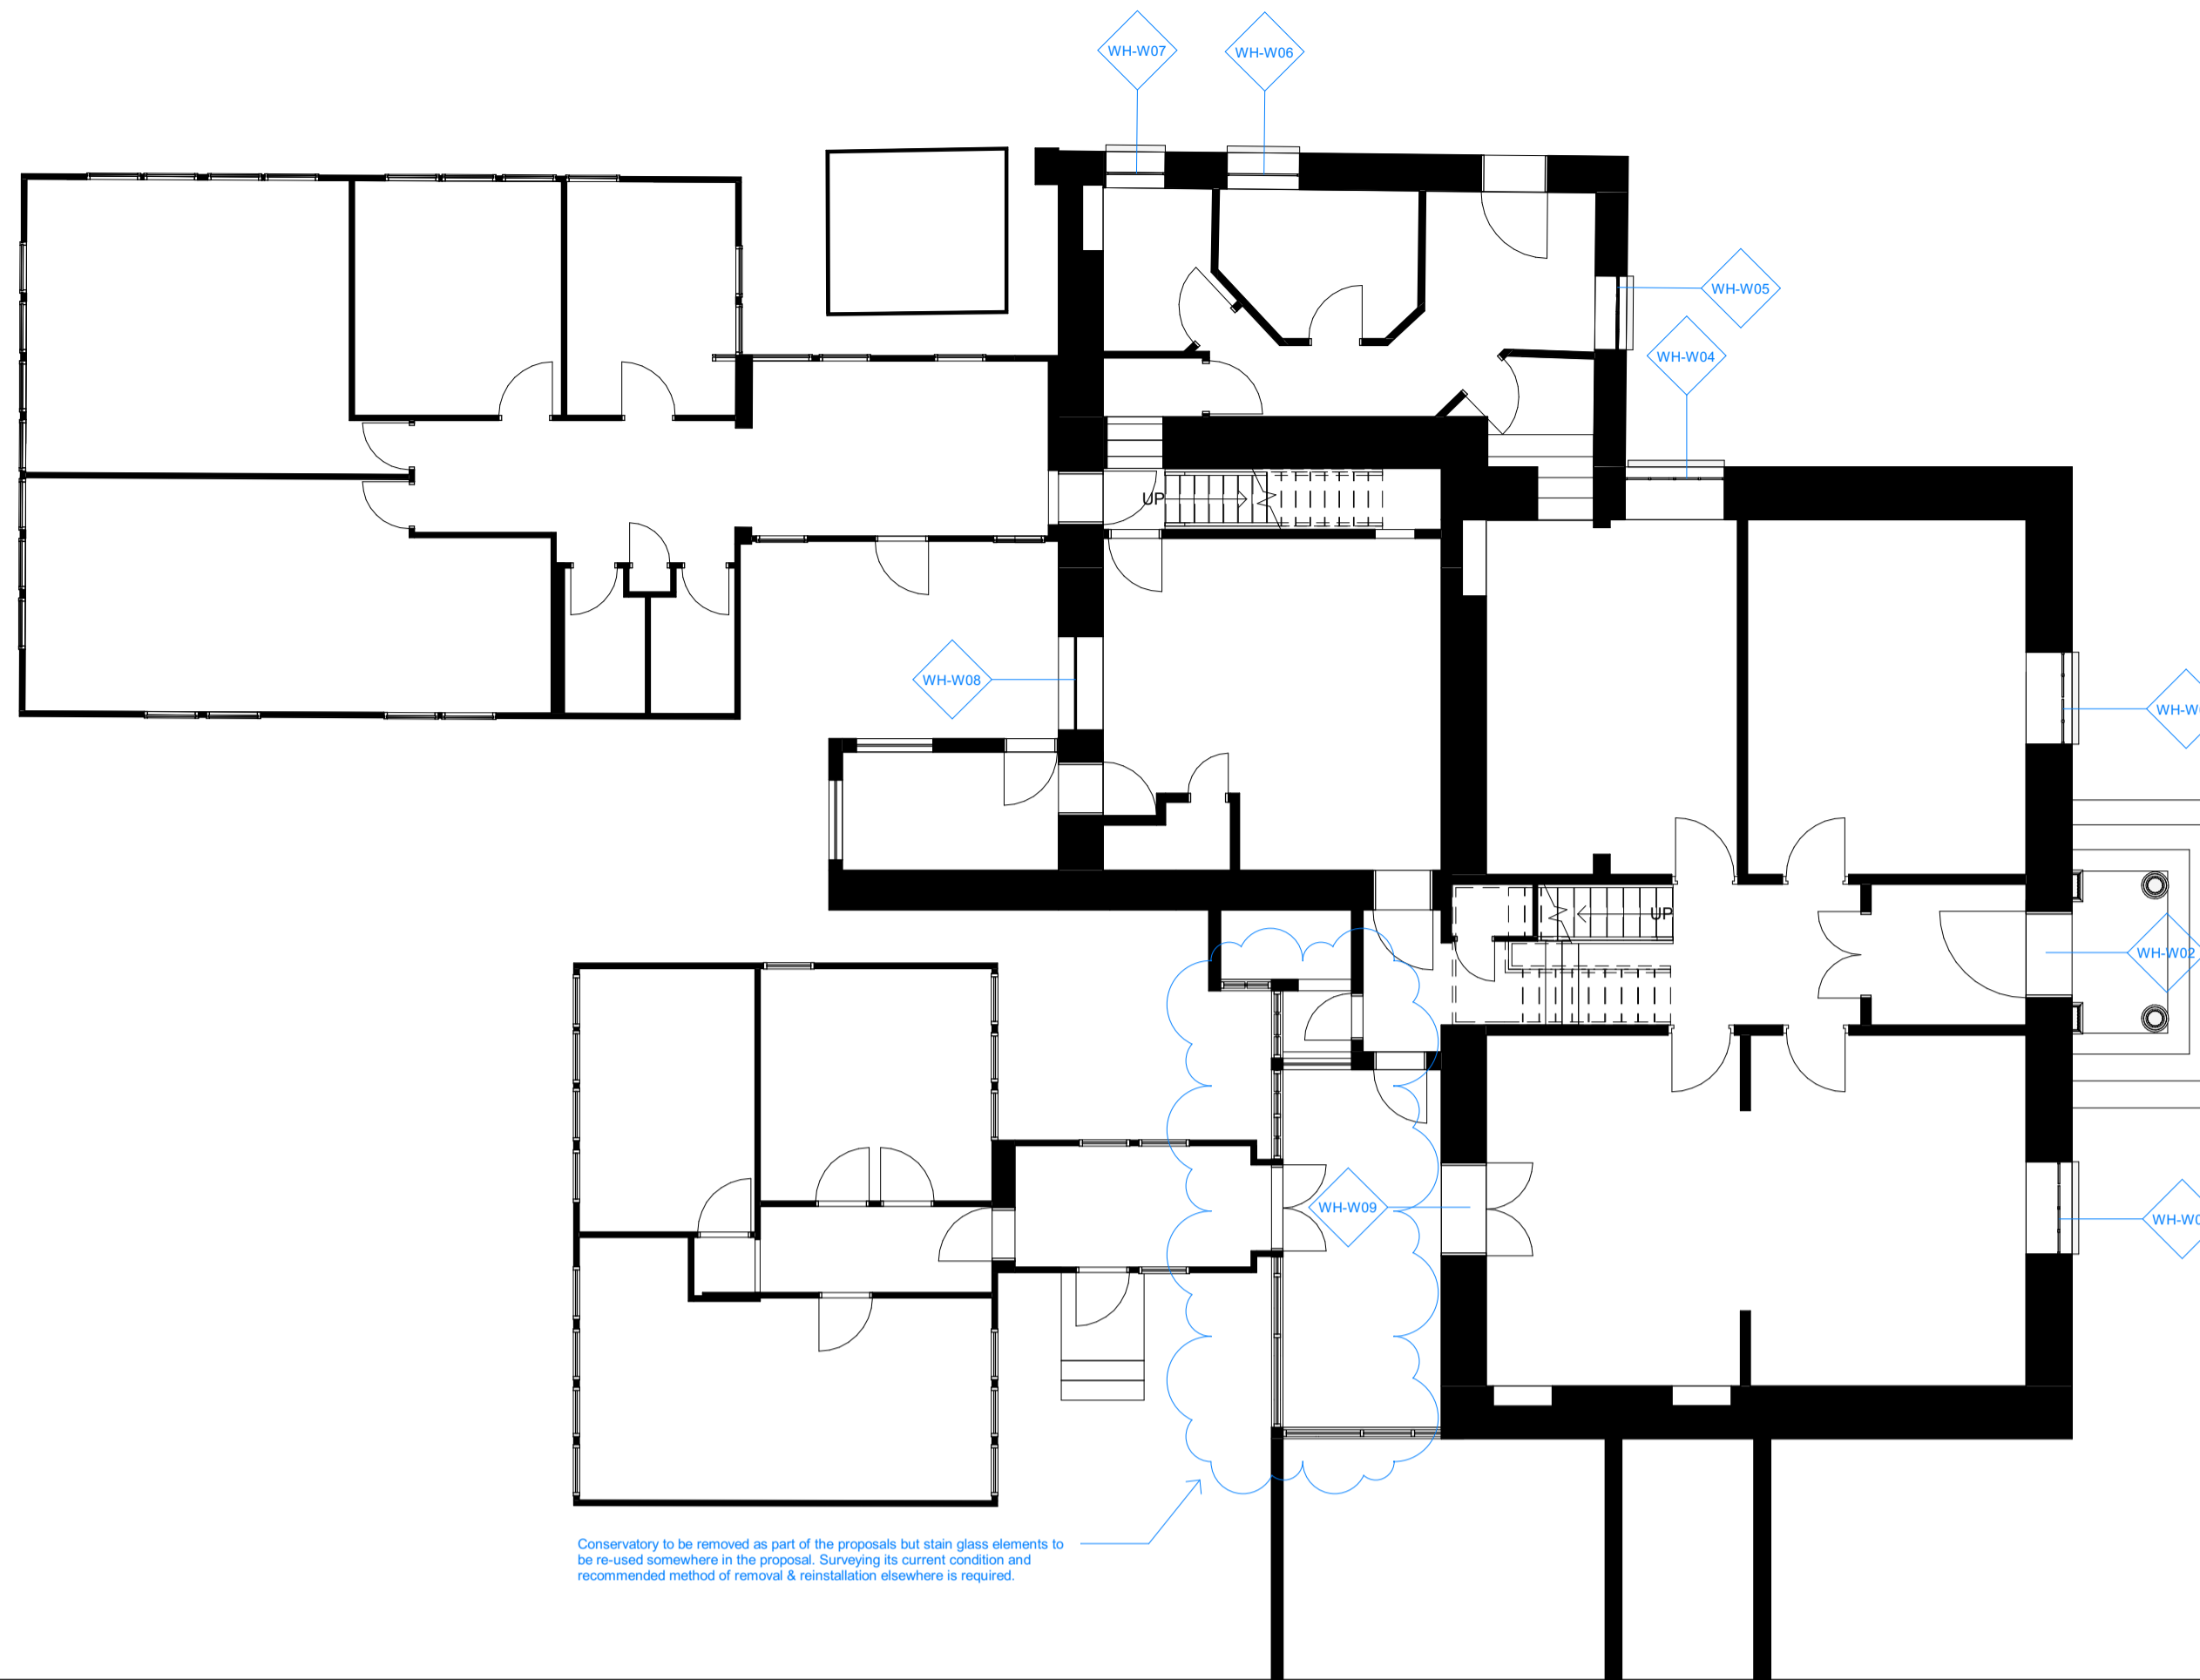 WH-W07
WH-W06
WH-W05
WH-W04
UP
WH-W08
UP
WH-W02
WH-W09
Conservatory to be removed as part of the proposals but stain glass elements to
be re-used somewhere in the proposal. Surveying its current condition and
recommended method of removal & reinstallation elsewhere is required.